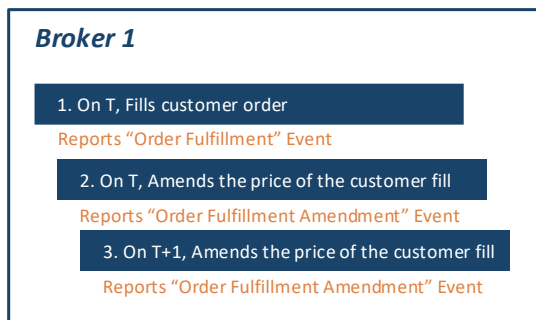 Broker 1
1. On T, Fills customer order
Reports “Order Fulfillment” Event
2. On T, Amends the price of the customer fill
Reports “Order Fulfillment Amendment” Event
3. On T+1, Amends the price of the customer fill
Reports “Order Fulfillment Amendment” Event